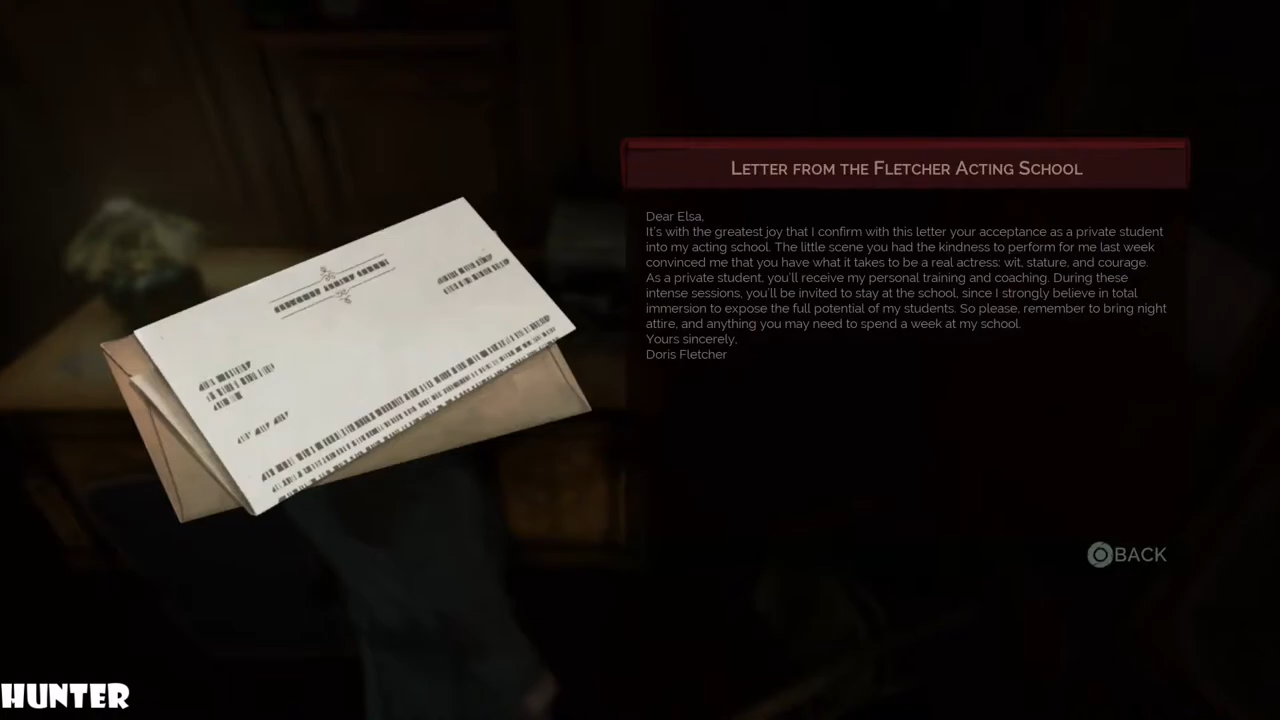 LETTER FROM THE FLETCHER ACTING SCHOOL
Dear Elsa,
It's with the greatest joy that I confirm with this letter your acceptance as a private student
into my acting school. The little scene you had the kindness to perform for me last week
convinced me that you have what it takes to be a real actress: wit, stature, and courage.
As a private student, you'll receive my personal training and coaching. During these
intense sessions, you'll be invited to stay at the school, since I strongly believe in total
immersion to expose the full potential of my students. So please, remember to bring night
attire, and anything you may need to spend a week at my school.
Yours sincerely,
Doris Fletcher
BACK
HUNTER